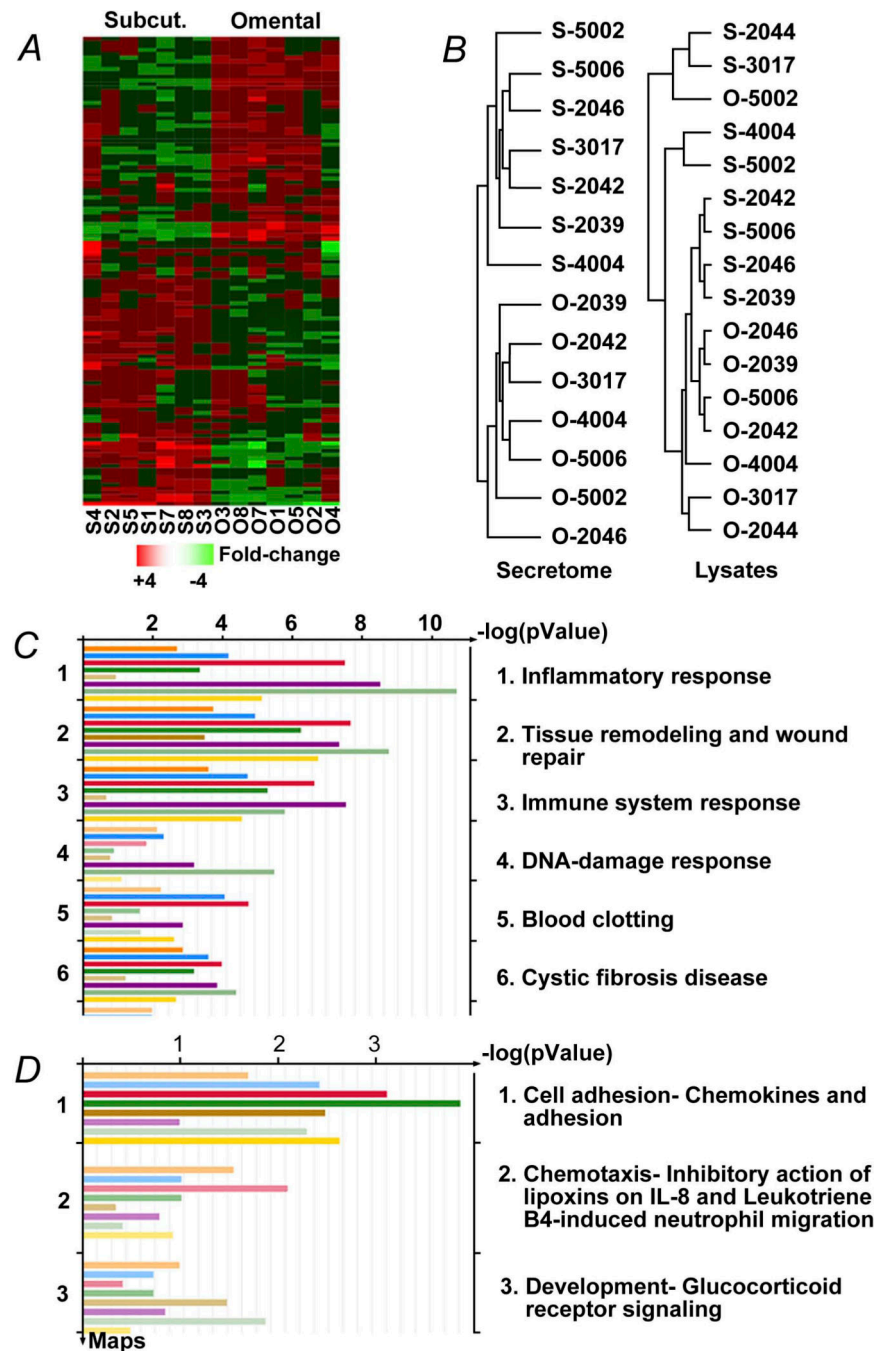 A
Subcut. Omental
S4 S2 S5 S1 S7 S8 S3 O3 O8 O7 O1 O5 O2 O4
Fold-change
+4 -4
B
S-5002
S-5006
S-2046
S-3017
S-2042
S-2039
S-4004
O-2039
O-2042
O-3017
O-4004
O-5006
O-5002
O-2046
Secretome
S-2044
S-3017
O-5002
S-4004
S-5002
S-2042
S-5006
S-2046
S-2039
O-2046
O-2039
O-5006
O-2042
O-4004
O-3017
O-2044
Lysates
C
2 4 6 8 10
-log(pValue)
1
2
3
4
5
6
1. Inflammatory response
2. Tissue remodeling and wound
repair
3. Immune system response
4. DNA-damage response
5. Blood clotting
6. Cystic fibrosis disease
D
1 2 3
-log(pValue)
1
2
3
Maps
1. Cell adhesion- Chemokines and
adhesion
2. Chemotaxis- Inhibitory action of
lipoxins on IL-8 and Leukotriene
B4-induced neutrophil migration
3. Development- Glucocorticoid
receptor signaling